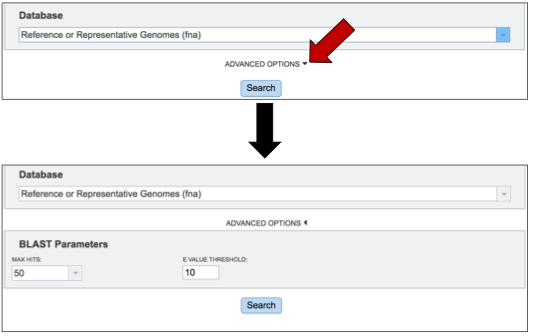 Database
Reference or Representative Genomes (fna)
ADVANCED OPTIONS
Search
Database
Reference or Representative Genomes (fna)
ADVANCED OPTIONS
BLAST Parameters
MAX HITS: E VALUE THRESHOLD:
50 10
Search